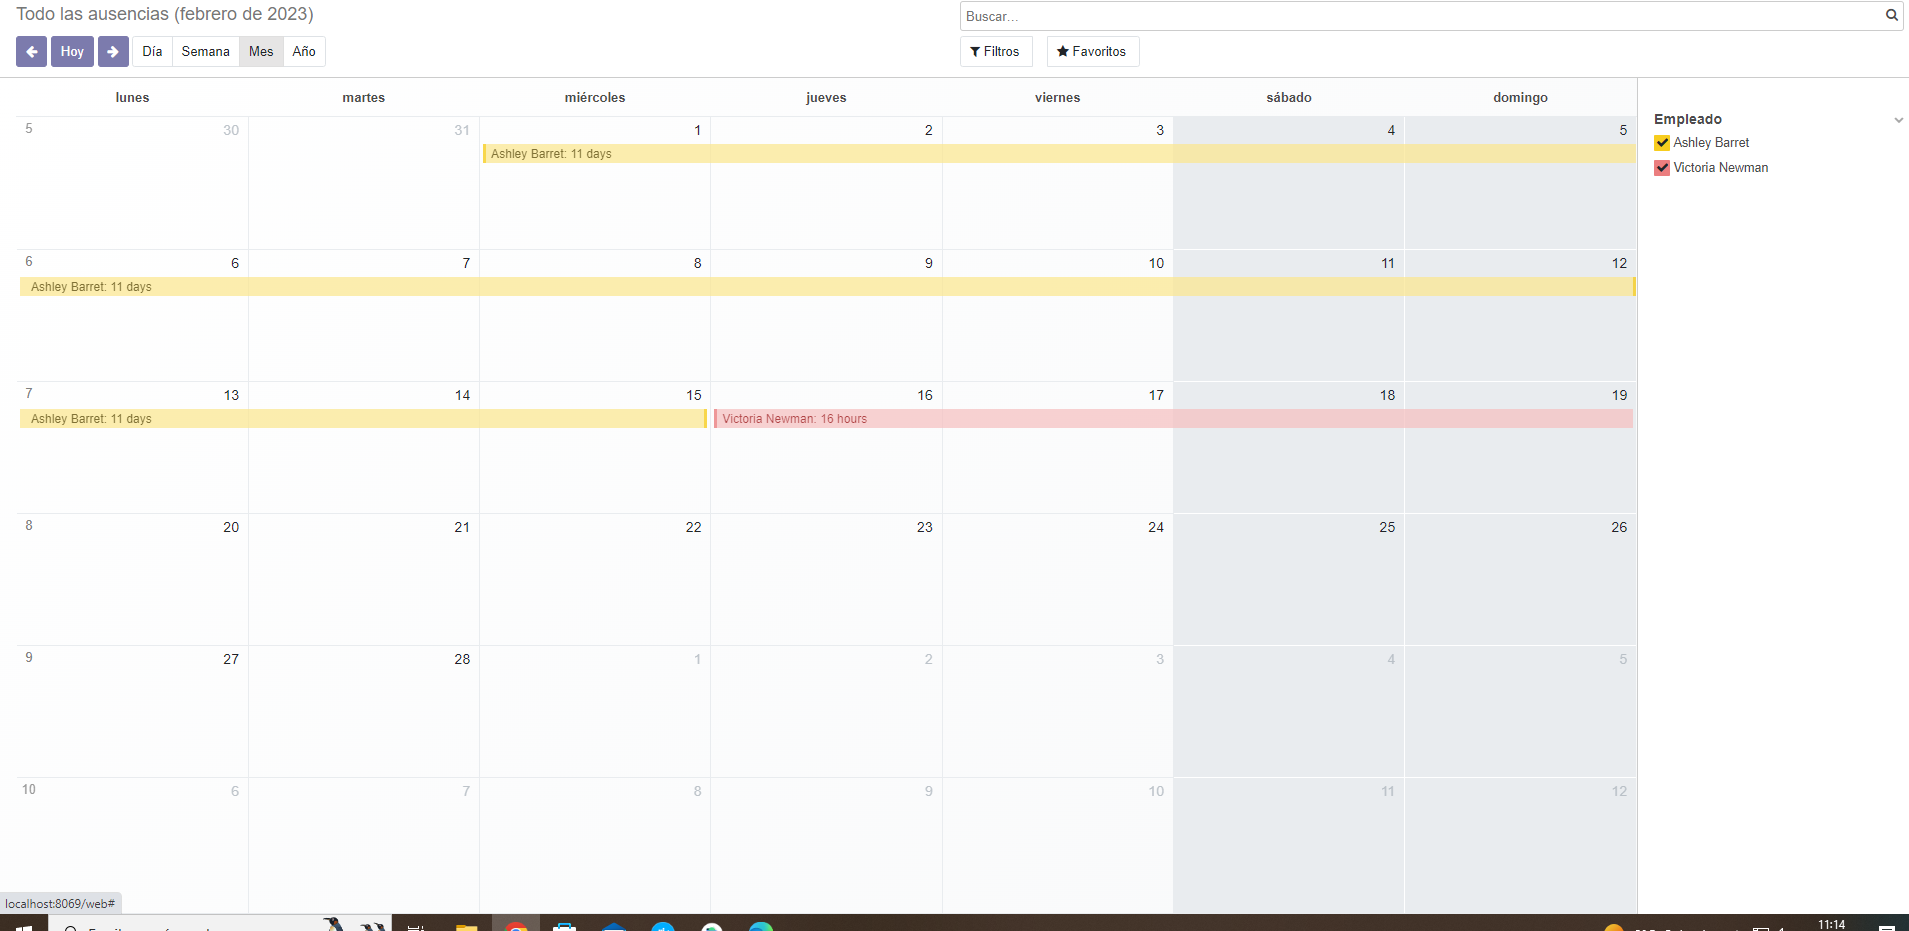 Todo las ausencias (febrero de 2023)
Buscar...
Hoy Día Semana Mes Año
Filtros Favoritos
lunes martes miércoles jueves viernes sábado domingo
Empleado
Ashley Barret
Victoria Newman
5 30 31 1 2 3 4 5
Ashley Barret: 11 days
6 6 7 8 9 10 11 12
Ashley Barret: 11 days
7 13 14 15 16 17 18 19
Ashley Barret: 11 days Victoria Newman: 16 hours
8 20 21 22 23 24 25 26
9 27 28 1 2 3 4 5
10 6 7 8 9 10 11 12
localhost:8069/web#
11:14